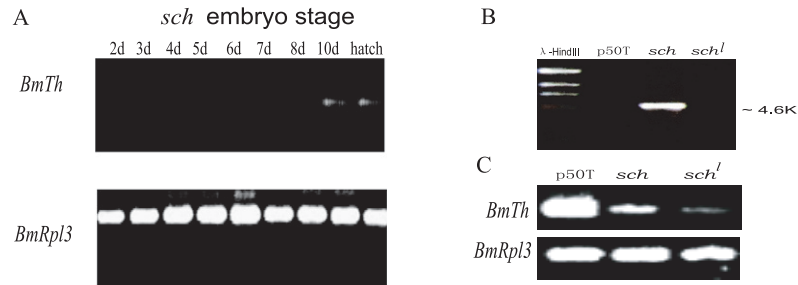 A
sch embryo stage
2d 3d 4d 5d 6d 7d 8d 10d hatch
BmTh
BmRpl3
B
λ-HindIII p50T sch sch^l
~ 4.6K
C
p50T sch sch^l
BmTh
BmRpl3